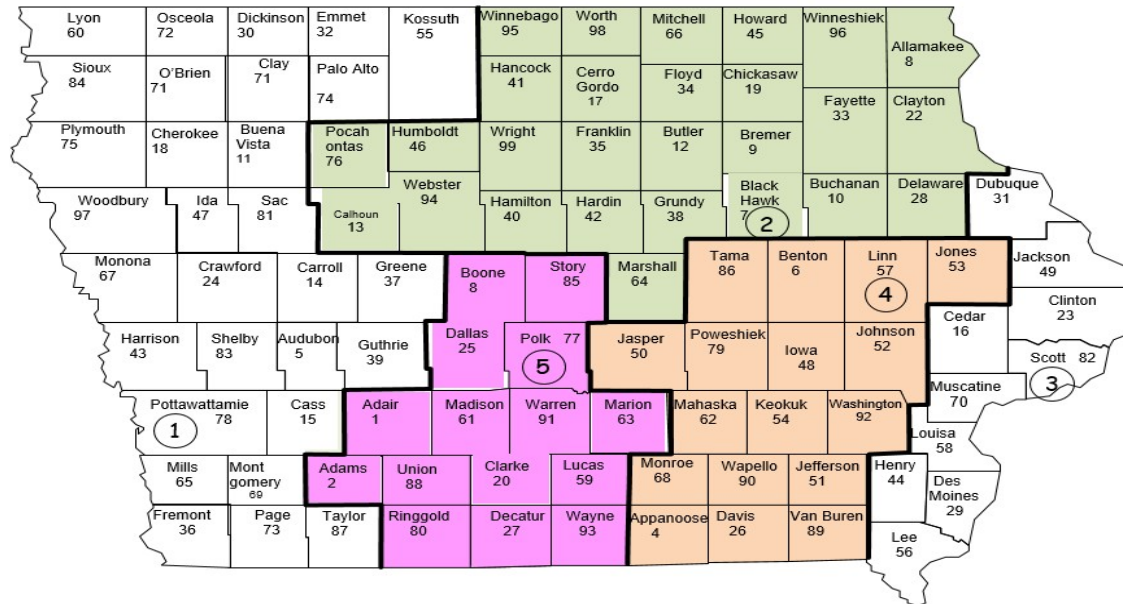 Lyon
60
Osceola
72
Dickinson
30
Emmet
32
Kossuth
55
Winnebago
95
Worth
98
Mitchell
66
Howard
45
Winneshiek
96
Allamakee
8
Sioux
84
O'Brien
71
Clay
71
Palo Alto
74
Hancock
41
Cerro
Gordo
17
Floyd
34
Chickasaw
19
Fayette
33
Clayton
22
Plymouth
75
Cherokee
18
Buena
Vista
11
Pocah
ontas
76
Humboldt
46
Wright
99
Franklin
35
Butler
12
Bremer
9
Woodbury
97
Ida
47
Sac
81
Calhoun
13
Webster
94
Hamilton
40
Hardin
42
Grundy
38
Black
Hawk
7
2
Buchanan
10
Delaware
28
Dubuque
31
Monona
67
Crawford
24
Carroll
14
Greene
37
Boone
8
Story
85
Marshall
64
Tama
86
Benton
6
Linn
57
4
Jones
53
Jackson
49
Clinton
23
Harrison
43
Shelby
83
Audubon
5
Guthrie
39
Dallas
25
Polk 77
5
Jasper
50
Poweshiek
79
Iowa
48
Johnson
52
Cedar
16
Scott 82
3
Muscatine
70
Pottawattamie
1 78
Cass
15
Adair
1
Madison
61
Warren
91
Marion
63
Mahaska
62
Keokuk
54
Washington
92
Louisa
58
Mills
65
Mont
gomery
69
Adams
2
Union
88
Clarke
20
Lucas
59
Monroe
68
Wapello
90
Jefferson
51
Henry
44
Des
Moines
29
Fremont
36
Page
73
Taylor
87
Ringgold
80
Decatur
27
Wayne
93
Appanoose
4
Davis
26
Van Buren
89
Lee
56